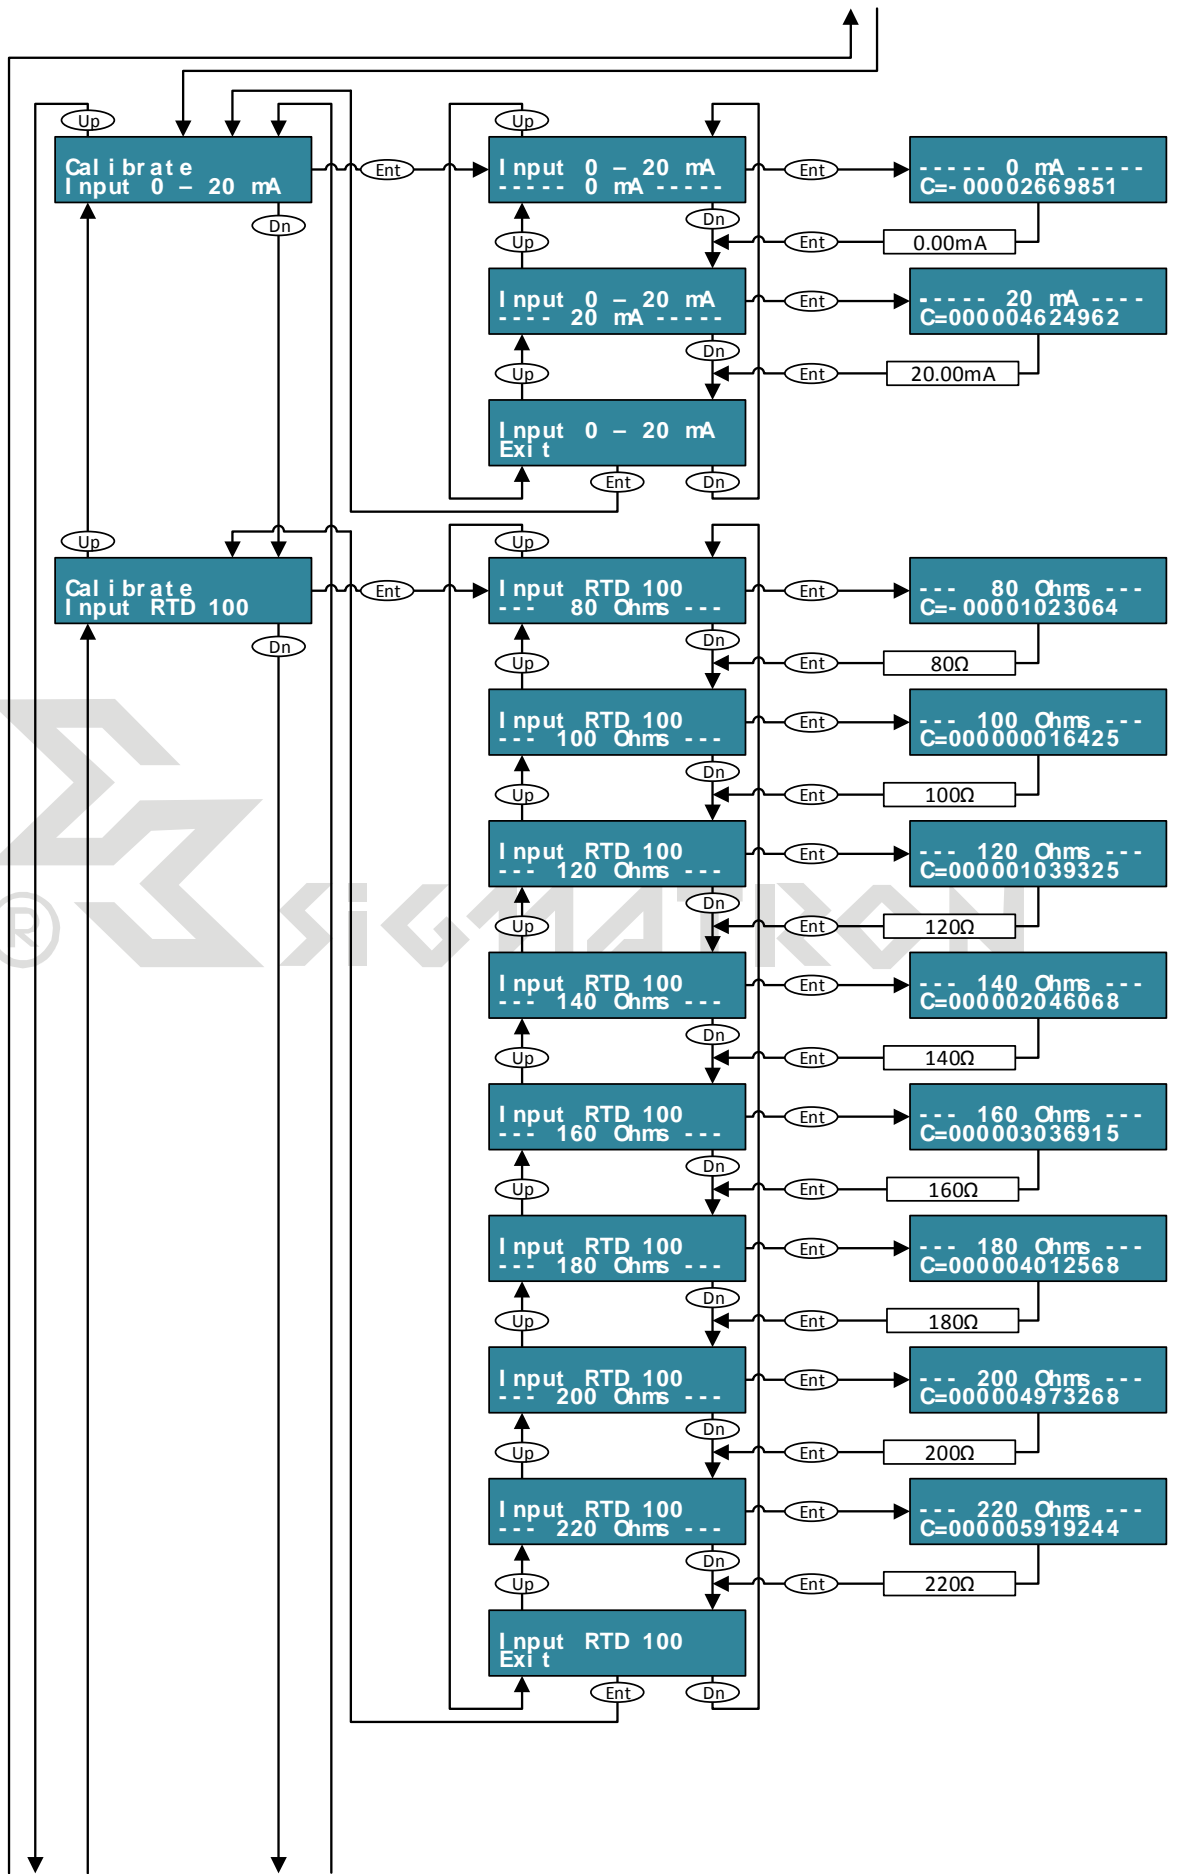 Up
Up
Calibrate
Input 0 – 20 mA
Ent
Input 0 – 20 mA
----- 0 mA -----
Ent
----- 0 mA -----
C=-00002669851
Dn
Dn
Up
Ent
0.00mA
Input 0 – 20 mA
---- 20 mA -----
Ent
----- 20 mA ----
C=000004624962
Dn
Up
Ent
20.00mA
Input 0 – 20 mA
Exit
Ent
Dn
Up
Up
Calibrate
Input RTD 100
Ent
Input RTD 100
--- 80 Ohms ---
Ent
--- 80 Ohms ---
C=-00001023064
Dn
Dn
Up
Ent
80Ω
Input RTD 100
--- 100 Ohms ---
Ent
--- 100 Ohms ---
C=000000016425
Dn
Up
Ent
100Ω
Input RTD 100
--- 120 Ohms ---
Ent
--- 120 Ohms ---
C=000001039325
®
SiGMATRON
Dn
Up
Ent
120Ω
Input RTD 100
--- 140 Ohms ---
Ent
--- 140 Ohms ---
C=000002046068
Dn
Up
Ent
140Ω
Input RTD 100
--- 160 Ohms ---
Ent
--- 160 Ohms ---
C=000003036915
Dn
Up
Ent
160Ω
Input RTD 100
--- 180 Ohms ---
Ent
--- 180 Ohms ---
C=000004012568
Dn
Up
Ent
180Ω
Input RTD 100
--- 200 Ohms ---
Ent
--- 200 Ohms ---
C=000004973268
Dn
Up
Ent
200Ω
Input RTD 100
--- 220 Ohms ---
Ent
--- 220 Ohms ---
C=000005919244
Dn
Up
Ent
220Ω
Input RTD 100
Exit
Ent
Dn